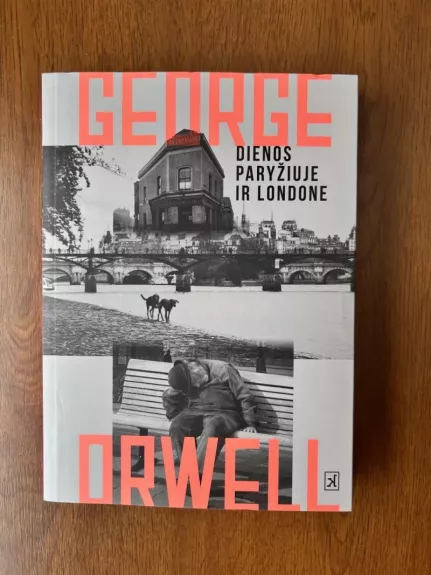 GEORGE
DIENOS
PARYŽIUJE
IR LONDONE
ORWELL